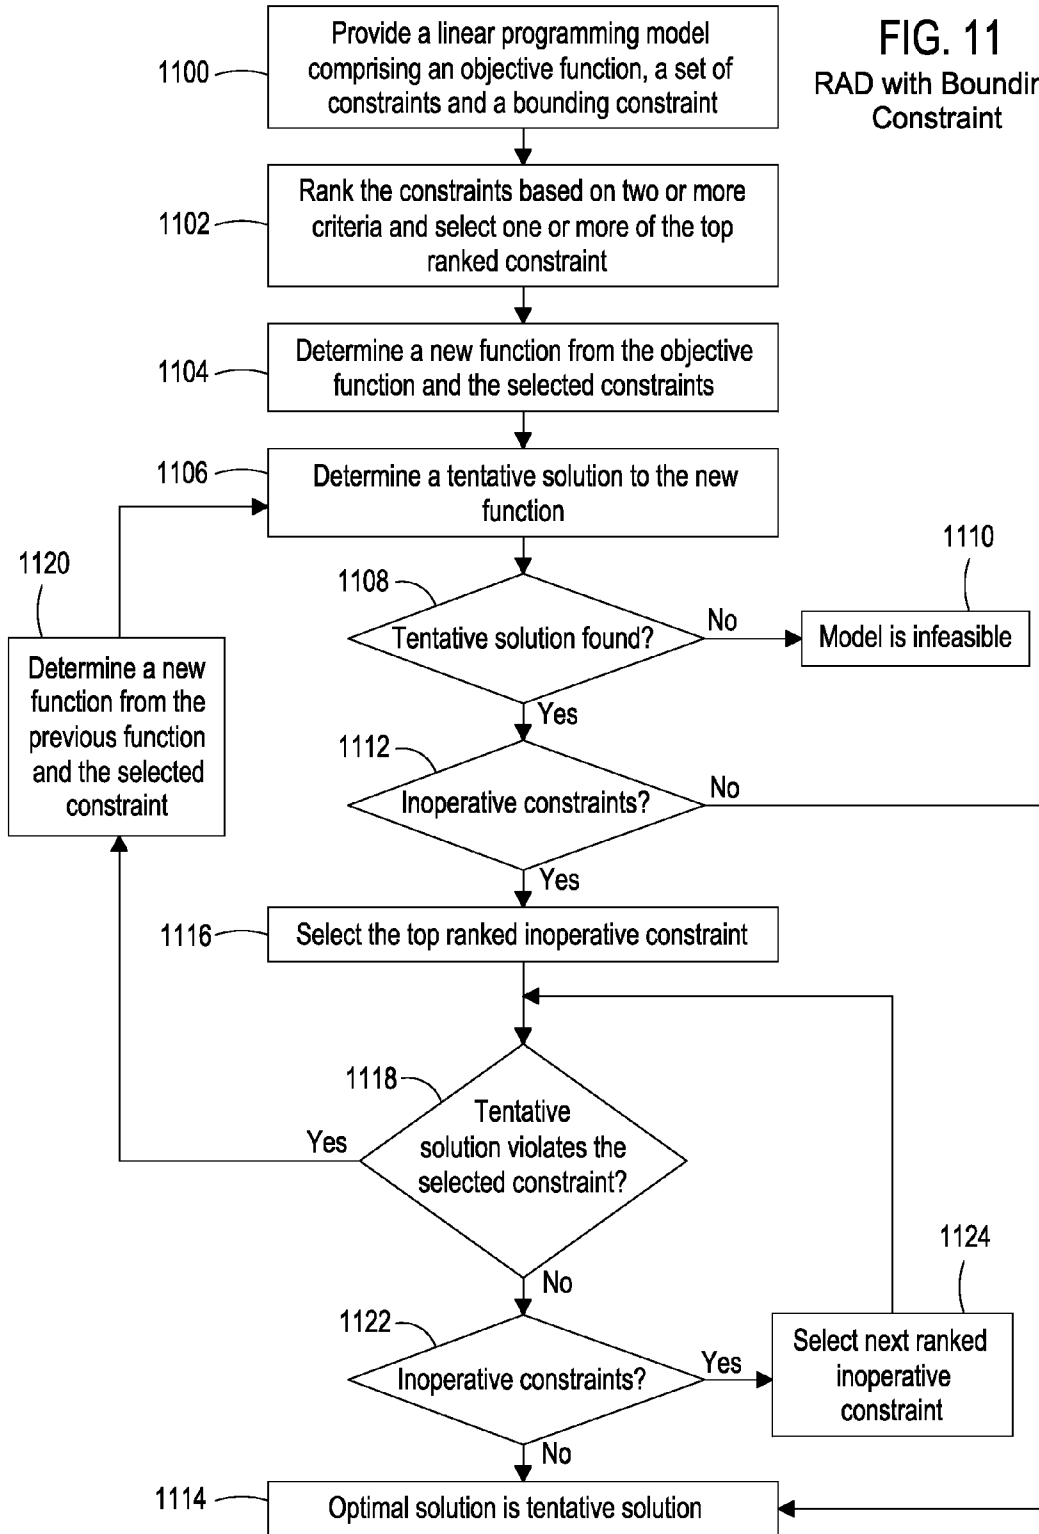 FIG. 11
RAD with Boundin
Constraint
1100
Provide a linear programming model
comprising an objective function, a set of
constraints and a bounding constraint
1102
Rank the constraints based on two or more
criteria and select one or more of the top
ranked constraint
1104
Determine a new function from the objective
function and the selected constraints
1106
Determine a tentative solution to the new
function
1108
Tentative solution found?
No
1110
Model is infeasible
Yes
1120
Determine a new
function from the
previous function
and the selected
constraint
1112
Inoperative constraints?
No
Yes
1116
Select the top ranked inoperative constraint
1118
Tentative
solution violates the
selected constraint?
Yes
No
1122
Inoperative constraints?
Yes
1124
Select next ranked
inoperative
constraint
No
1114
Optimal solution is tentative solution